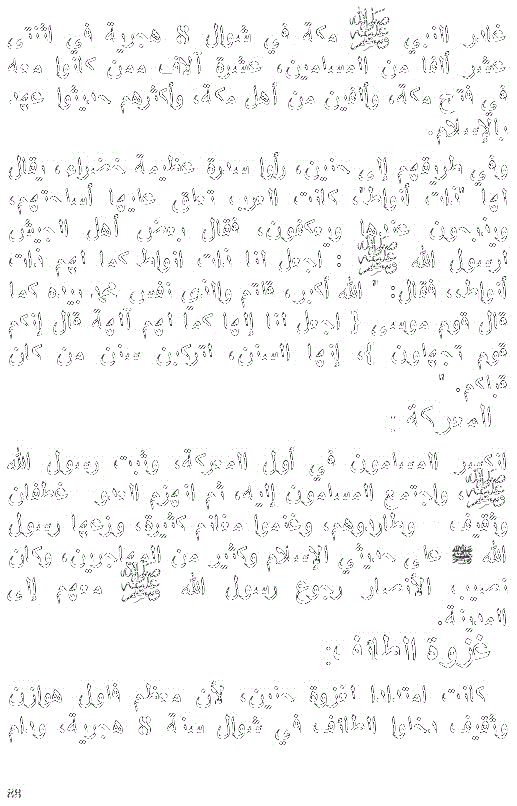 غادر النبي ﷺ مكة في شوال 8 هجرية في اثنتي
عشر ألفا من المسلمين، عشرة آلاف ممن كانوا معه
في فتح مكة، وألفين من أهل مكة، وأكثرهم حديثوا عهد
بالإسلام.
وفي طريقهم إلى حنين، رأوا سدرة عظيمة خضراء، يقال
لها "ذات أنواط"، كانت العرب تعلق عليها أسلحتهم،
ويذبحون عندها ويعكفون، فقال بعض أهل الجيش
لرسول الله ﷺ : اجعل لنا ذات أنواط كما لهم ذات
أنواط، فقال: " الله أكبر، قلتم والذي نفس محمد بيده كما
قال قوم موسى { اجعل لنا إلها كما لهم آلهة قال إنكم
قوم تجهلون }، إنها السنن، لتركبن سنن من كان
قبلكم. "
المعركة :
انكسر المسلمون في أول المعركة، وثبت رسول الله
ﷺ، واجتمع المسلمون إليه، ثم انهزم العدو غطفان
وثقيف وطاردوهم، وغنموا مغانم كثيرة، وزعها رسول
الله ﷺ على حديثي الإسلام وكثير من المهاجرين، وكان
نصيب الأنصار رجوع رسول الله ﷺ معهم إلى
المدينة.
غزوة الطائف :
كانت امتدادا لغزوة حنين، لأن معظم فلول هوازن
وثقيف دخلوا الطائف في شوال سنة 8 هجرية، ودام
88